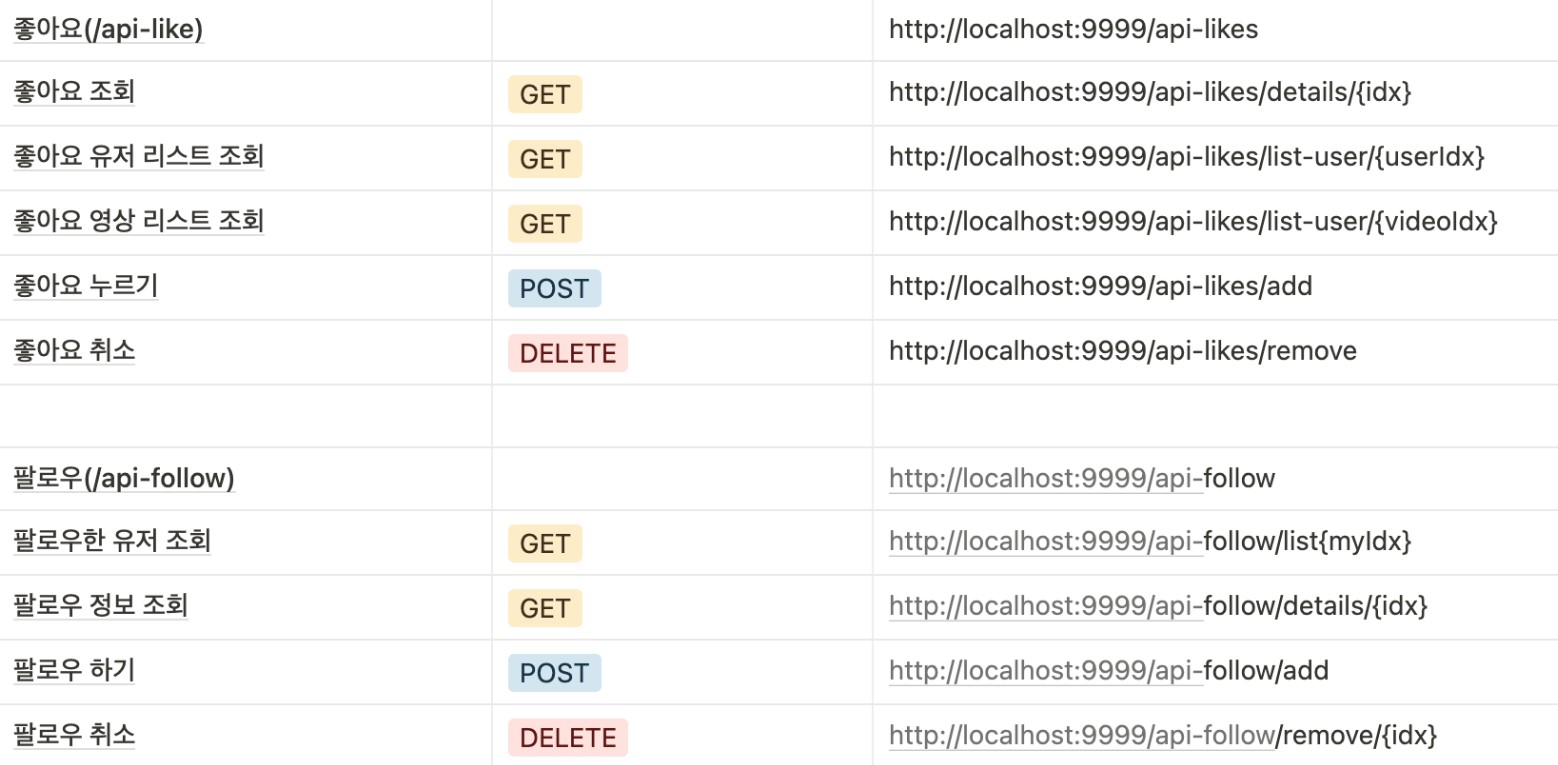 좋아요(/api-like) http://localhost:9999/api-likes
좋아요 조회 GET http://localhost:9999/api-likes/details/{idx}
좋아요 유저 리스트 조회 GET http://localhost:9999/api-likes/list-user/{userIdx}
좋아요 영상 리스트 조회 GET http://localhost:9999/api-likes/list-user/{videoIdx}
좋아요 누르기 POST http://localhost:9999/api-likes/add
좋아요 취소 DELETE http://localhost:9999/api-likes/remove
팔로우(/api-follow) http://localhost:9999/api-follow
팔로우한 유저 조회 GET http://localhost:9999/api-follow/list{myIdx}
팔로우 정보 조회 GET http://localhost:9999/api-follow/details/{idx}
팔로우 하기 POST http://localhost:9999/api-follow/add
팔로우 취소 DELETE http://localhost:9999/api-follow/remove/{idx}